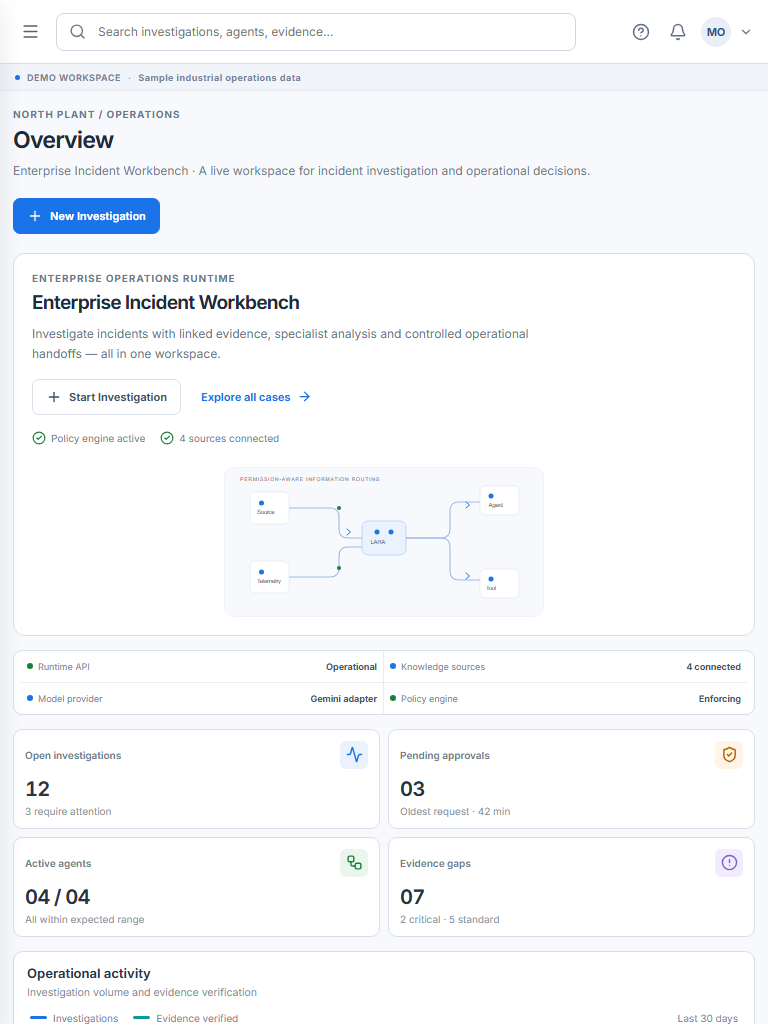 Search investigations, agents, evidence...
MO
DEMO WORKSPACE · Sample industrial operations data
NORTH PLANT / OPERATIONS
Overview
Enterprise Incident Workbench · A live workspace for incident investigation and operational decisions.
New Investigation
ENTERPRISE OPERATIONS RUNTIME
Enterprise Incident Workbench
Investigate incidents with linked evidence, specialist analysis and controlled operational
handoffs — all in one workspace.
Start Investigation
Explore all cases
Policy engine active
4 sources connected
PERMISSION-AWARE INFORMATION ROUTING
Source
Agent
Telemetry
Tool
Runtime API
Operational
Knowledge sources
4 connected
Model provider
Gemini adapter
Policy engine
Enforcing
Open investigations
12
3 require attention
Pending approvals
03
Oldest request · 42 min
Active agents
04 / 04
All within expected range
Evidence gaps
07
2 critical · 5 standard
Operational activity
Investigation volume and evidence verification
Investigations
Evidence verified
Last 30 days